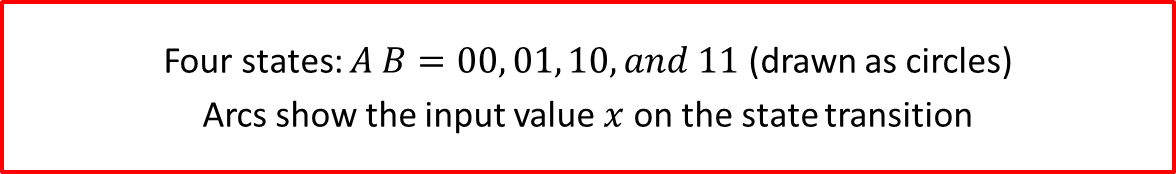 Four states: A B = 00, 01, 10, and 11 (drawn as circles)
Arcs show the input value x on the state transition